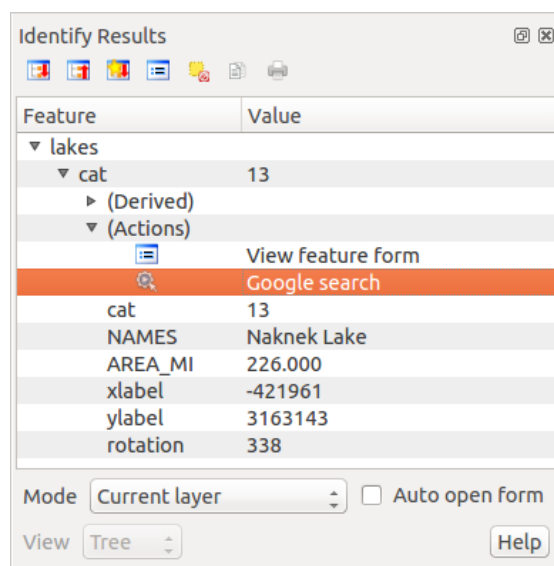 Identify Results
Feature Value
lakes
cat 13
(Derived)
(Actions)
View feature form
Google search
cat 13
NAMES Naknek Lake
AREA_MI 226.000
xlabel -421961
ylabel 3163143
rotation 338
Mode Current layer Auto open form
View Tree Help